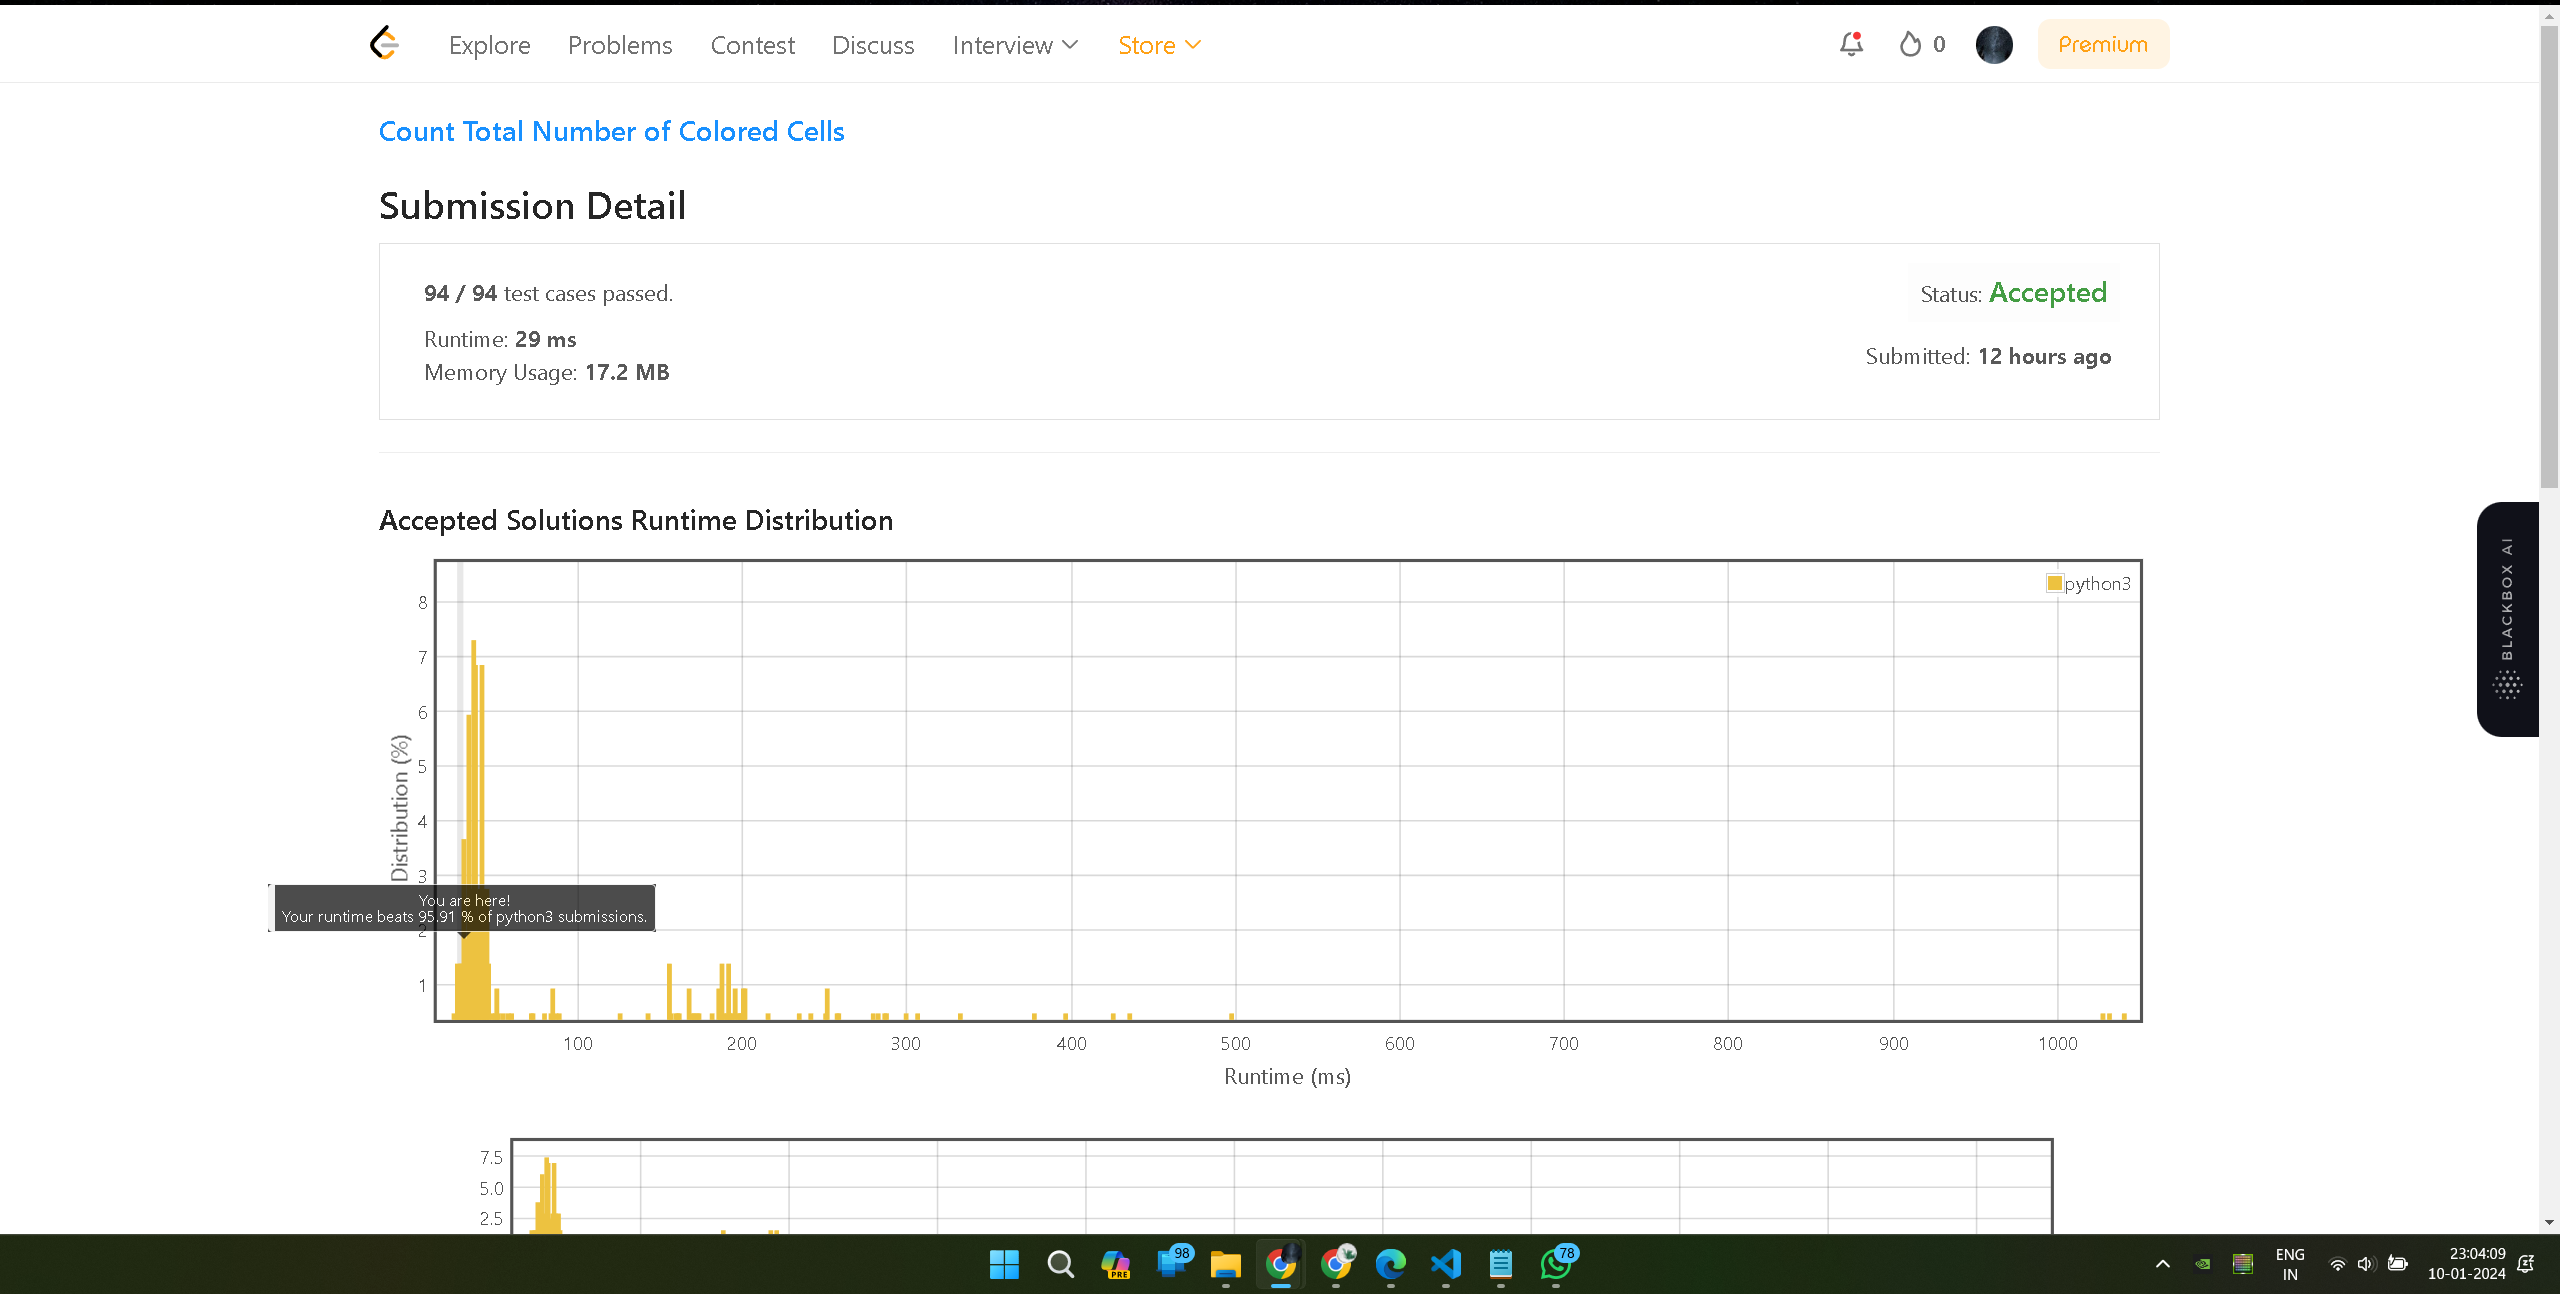 Explore Problems Contest Discuss Interview Store 0 Premium
Count Total Number of Colored Cells
Submission Detail
94 / 94 test cases passed.
Status: Accepted
Runtime: 29 ms
Submitted: 12 hours ago
Memory Usage: 17.2 MB
Accepted Solutions Runtime Distribution
python3
8
7
6
5
4
3
2
1
Distribution (%)
You are here!
Your runtime beats 95.91 % of python3 submissions.
100 200 300 400 500 600 700 800 900 1000
Runtime (ms)
BLACKBOX AI
7.5
5.0
2.5
PRE
98
78
ENG
IN
23:04:09
10-01-2024